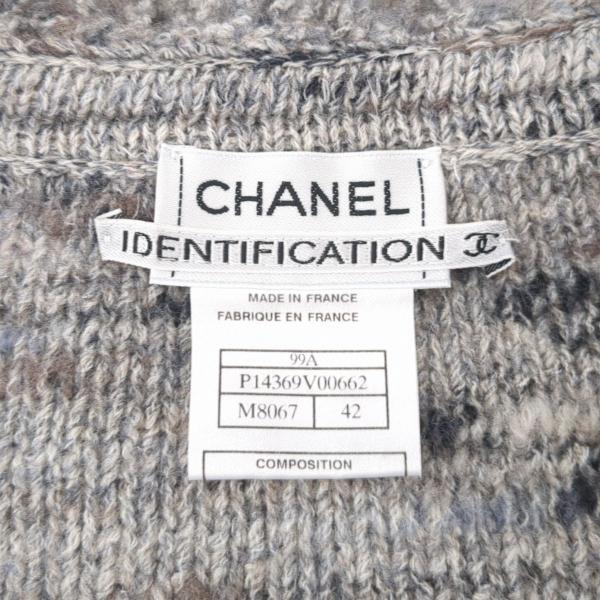 CHANEL
IDENTIFICATION
MADE IN FRANCE
FABRIQUE EN FRANCE
99A
P14369V00662
M8067 42
COMPOSITION